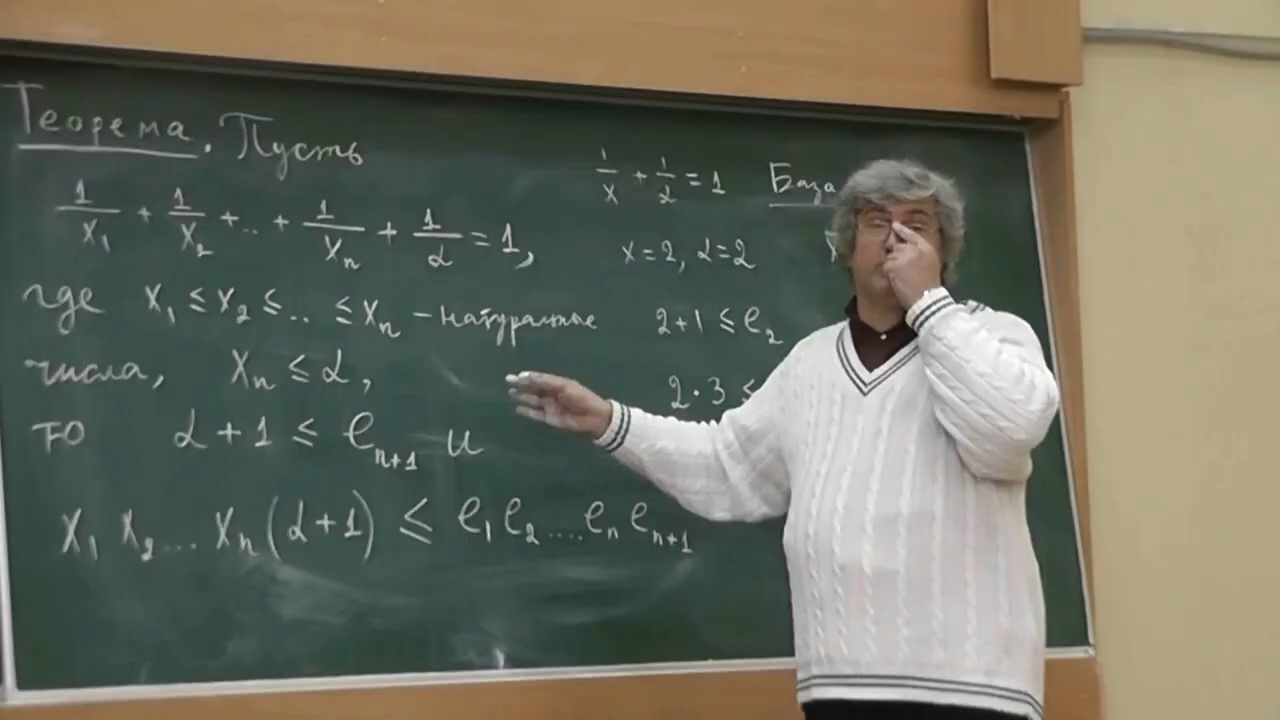 Теорема. Пусть
1/x₁ + 1/x₂ + .. + 1/xₙ + 1/α = 1,
где x₁ ≤ x₂ ≤ .. ≤ xₙ – натуральные
числа, xₙ ≤ α,
то α + 1 ≤ eₙ₊₁ и
x₁ x₂ ... xₙ (α + 1) ≤ e₁ e₂ .... eₙ eₙ₊₁
1/x + 1/α = 1
База
x = 2, α = 2
2 + 1 ≤ e₂
2 · 3 ≤